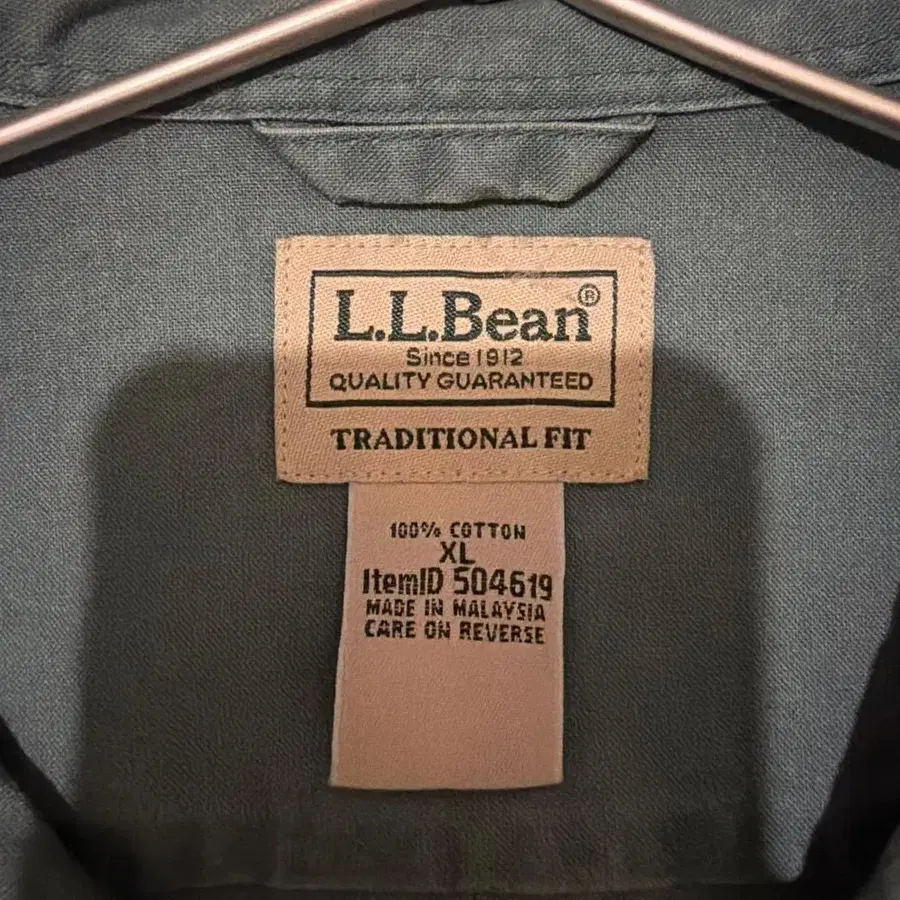 L.L.Bean®
Since 1912
QUALITY GUARANTEED
TRADITIONAL FIT
100% COTTON
XL
ItemID 504619
MADE IN MALAYSIA
CARE ON REVERSE